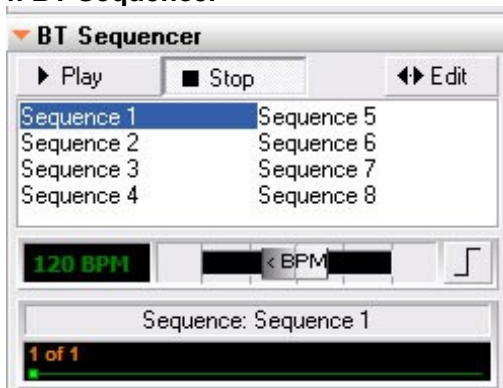 BT Sequencer
Play Stop Edit
Sequence 1 Sequence 5
Sequence 2 Sequence 6
Sequence 3 Sequence 7
Sequence 4 Sequence 8
120 BPM < BPM
Sequence: Sequence 1
1 of 1